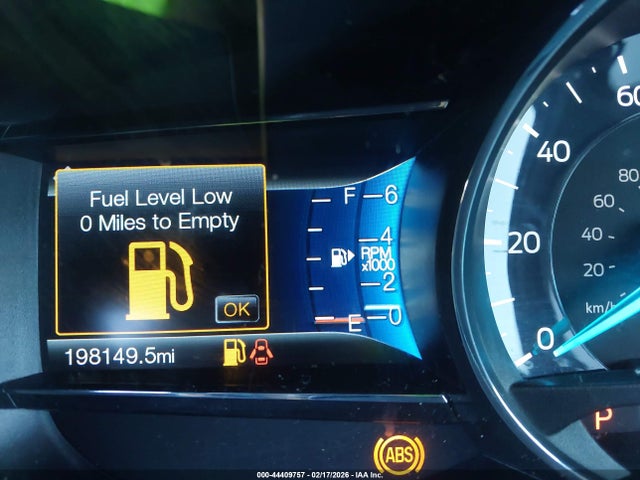 Fuel Level Low
0 Miles to Empty
OK
F
E
6
4
RPM
x1000
2
0
198149.5mi
60
40
20
0
80
60
40
20
km/h
P
ABS
000-44409757 - 02/17/2026 - IAA Inc.